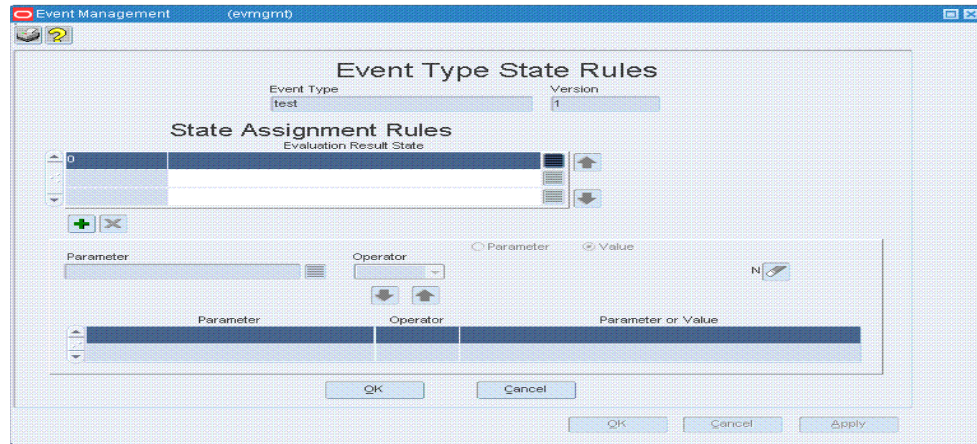 Event Management (evmgmt)
Event Type State Rules
Event Type Version
test 1
State Assignment Rules
Evaluation Result State
0
Parameter Value
Parameter Operator
N
Parameter Operator Parameter or Value
OK Cancel
OK Cancel Apply